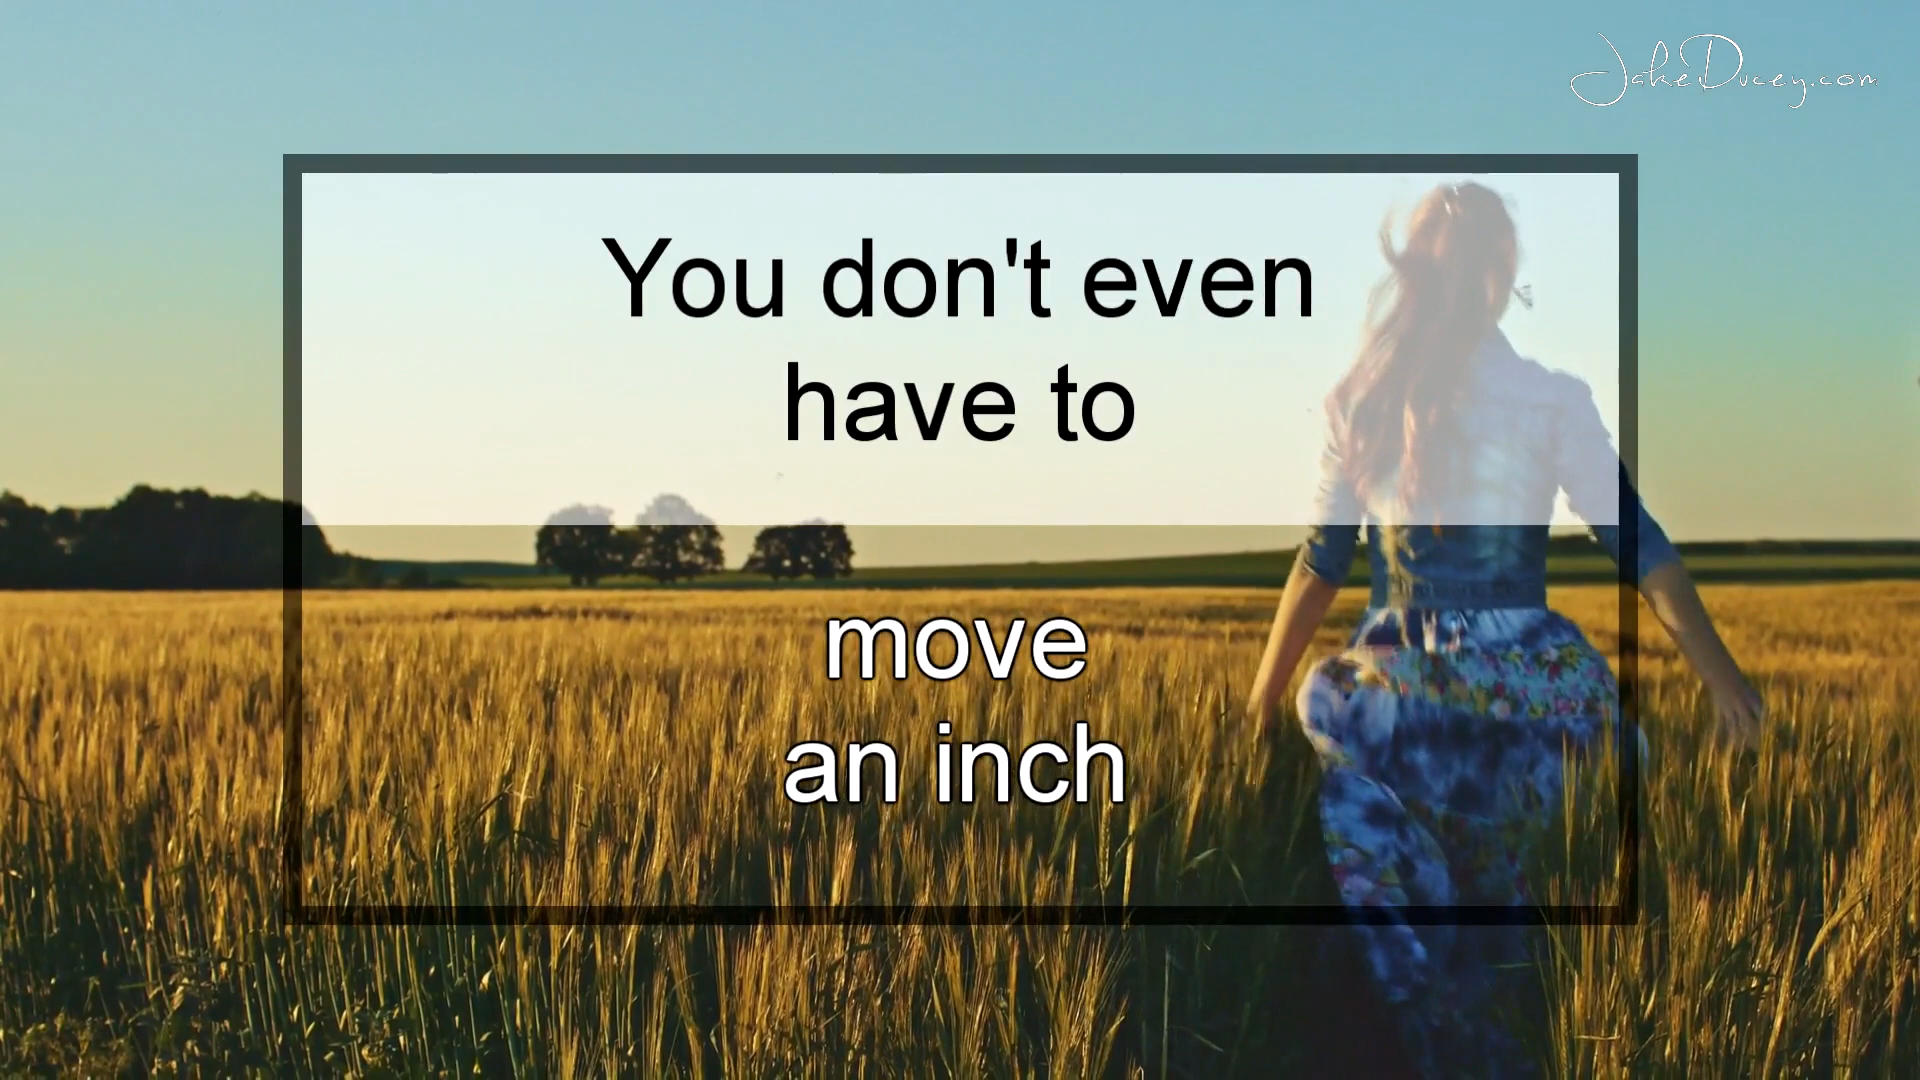 JakeDucey.com
You don't even
have to
move
an inch